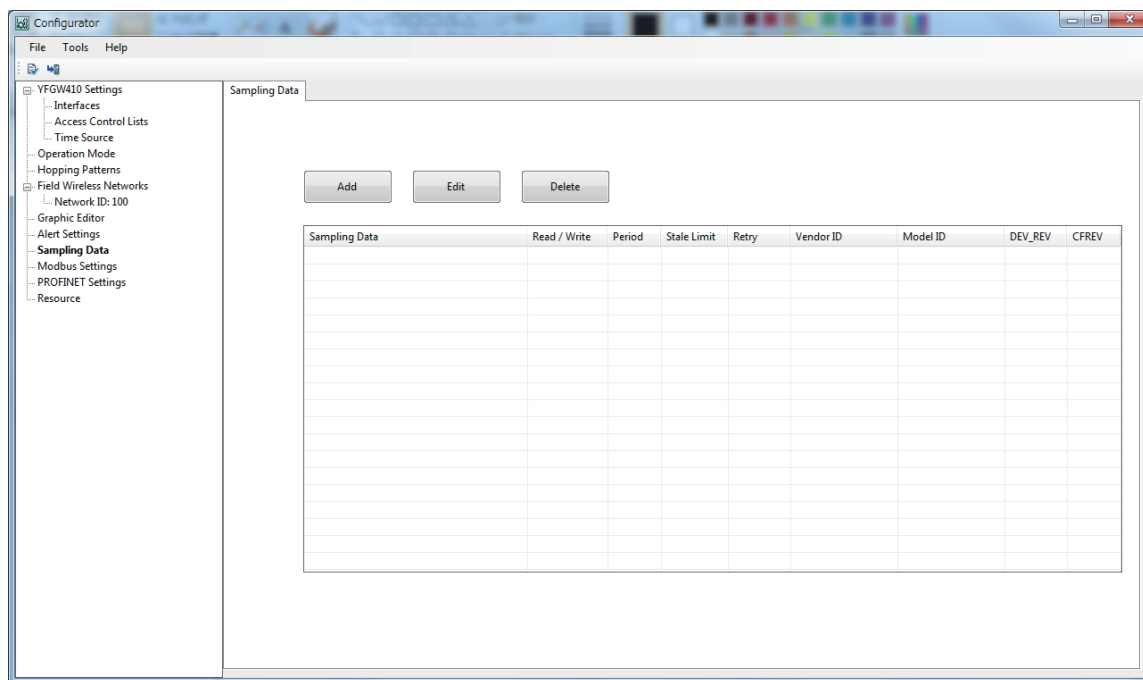 Configurator
File Tools Help
YFGW410 Settings
Interfaces
Access Control Lists
Time Source
Operation Mode
Hopping Patterns
Field Wireless Networks
Network ID: 100
Graphic Editor
Alert Settings
Sampling Data
Modbus Settings
PROFINET Settings
Resource
Sampling Data
Add Edit Delete
Sampling Data Read / Write Period Stale Limit Retry Vendor ID Model ID DEV_REV CFREV